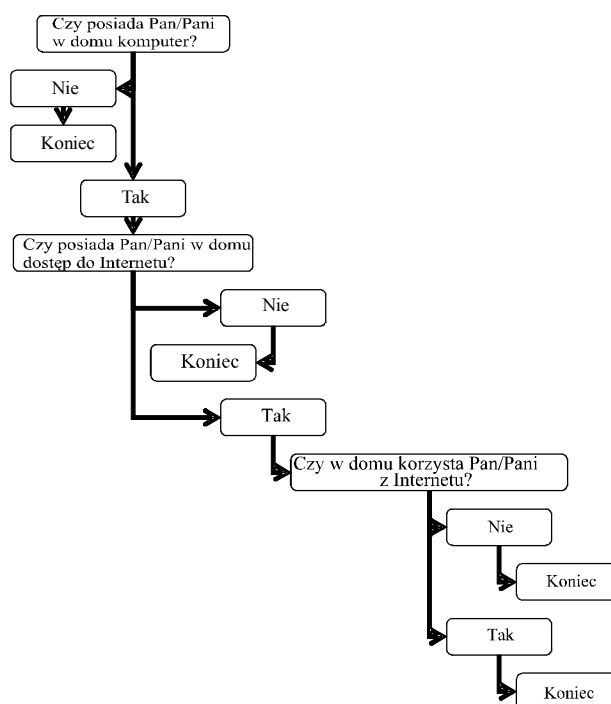 Czy posiada Pan/Pani
w domu komputer?
Nie
Koniec
Tak
Czy posiada Pan/Pani w domu
dostęp do Internetu?
Nie
Koniec
Tak
Czy w domu korzysta Pan/Pani
z Internetu?
Nie
Koniec
Tak
Koniec